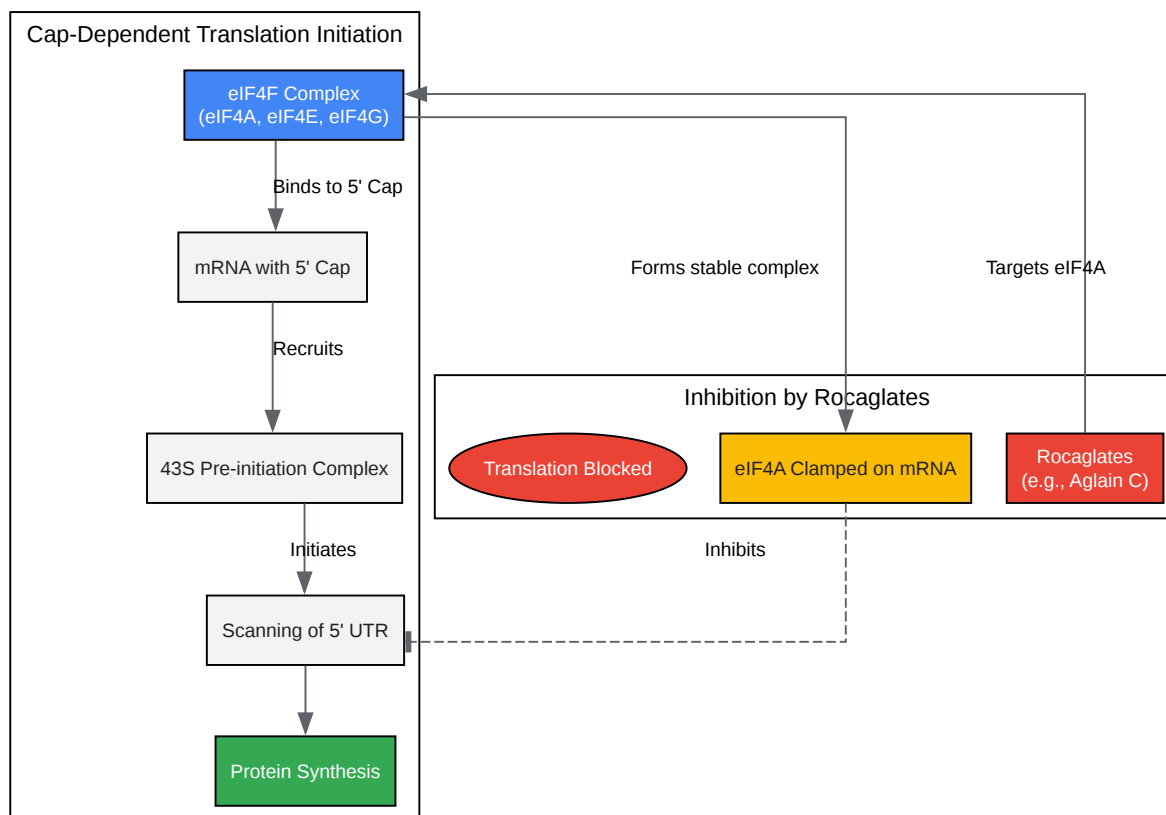 Cap-Dependent Translation Initiation
eIF4F Complex
(eIF4A, eIF4E, eIF4G)
Binds to 5' Cap
mRNA with 5' Cap
Forms stable complex
Targets eIF4A
Recruits
Inhibition by Rocaglates
43S Pre-initiation Complex
Translation Blocked
eIF4A Clamped on mRNA
Rocaglates
(e.g., Aglain C)
Initiates
Inhibits
Scanning of 5' UTR
Protein Synthesis